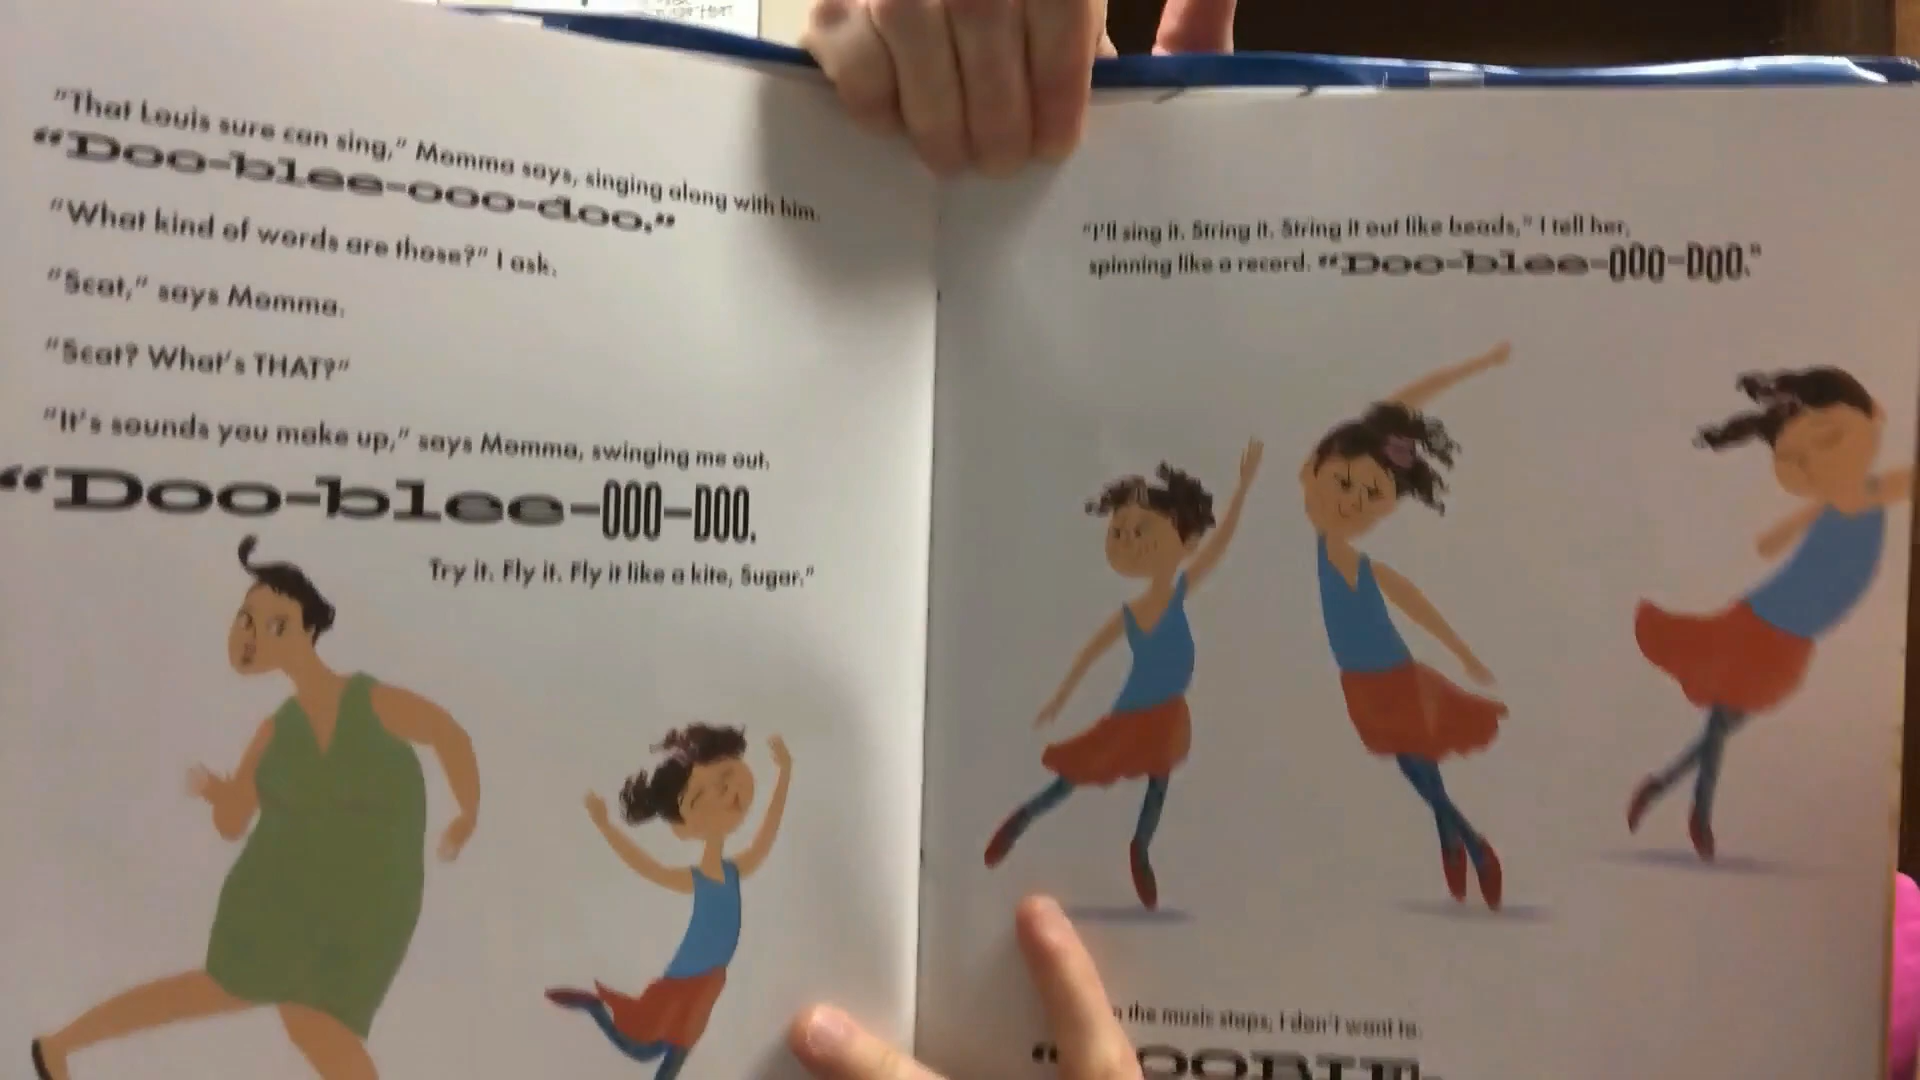 "That Louis sure can sing," Momma says, singing along with him.
"Doo-blee-ooo-doo."
"What kind of words are those?" I ask.
"Scat," says Momma.
"Scat? What's THAT?"
"It's sounds you make up," says Momma, swinging me out.
"Doo-blee-OOO-DOO.
Try it. Fly it. Fly it like a kite, Sugar."
"I'll sing it. String it. String it out like beads," I tell her,
spinning like a record. "Doo-blee-OOO-DOO."
the music stops, I don't want to.